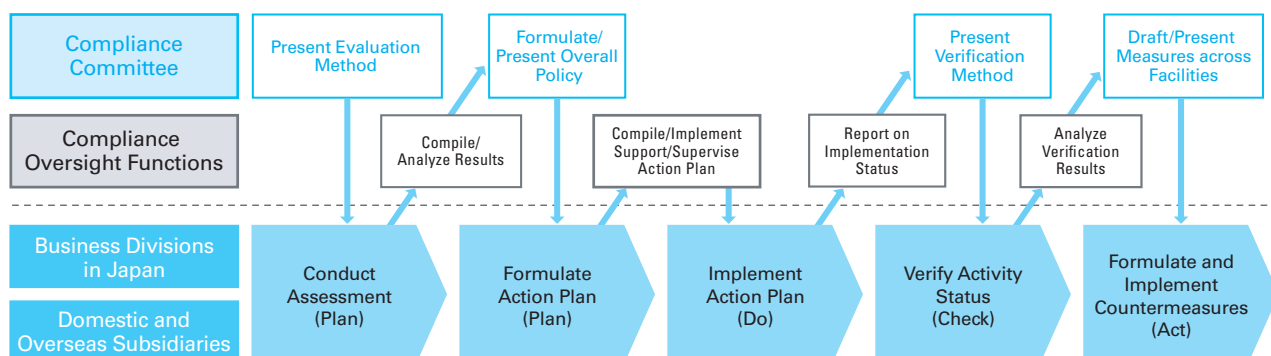 Compliance
Committee
Present Evaluation
Method
Formulate/
Present Overall
Policy
Present
Verification
Method
Draft/Present
Measures across
Facilities
Compliance
Oversight Functions
Compile/
Analyze Results
Compile/Implement
Support/Supervise
Action Plan
Report on
Implementation
Status
Analyze
Verification
Results
Business Divisions
in Japan
Domestic and
Overseas Subsidiaries
Conduct
Assessment
(Plan)
Formulate
Action Plan
(Plan)
Implement
Action Plan
(Do)
Verify Activity
Status
(Check)
Formulate and
Implement
Countermeasures
(Act)